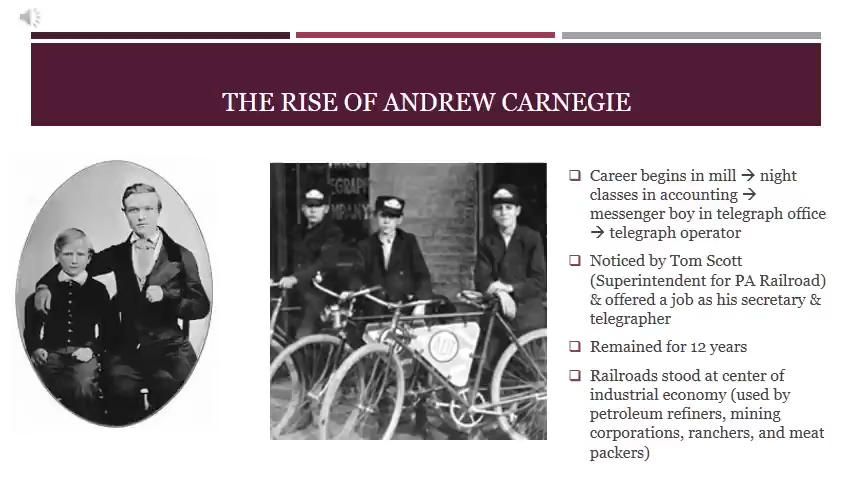 THE RISE OF ANDREW CARNEGIE
❑ Career begins in mill → night
classes in accounting →
messenger boy in telegraph office
→ telegraph operator
❑ Noticed by Tom Scott
(Superintendent for PA Railroad)
& offered a job as his secretary &
telegrapher
❑ Remained for 12 years
❑ Railroads stood at center of
industrial economy (used by
petroleum refiners, mining
corporations, ranchers, and meat
packers)